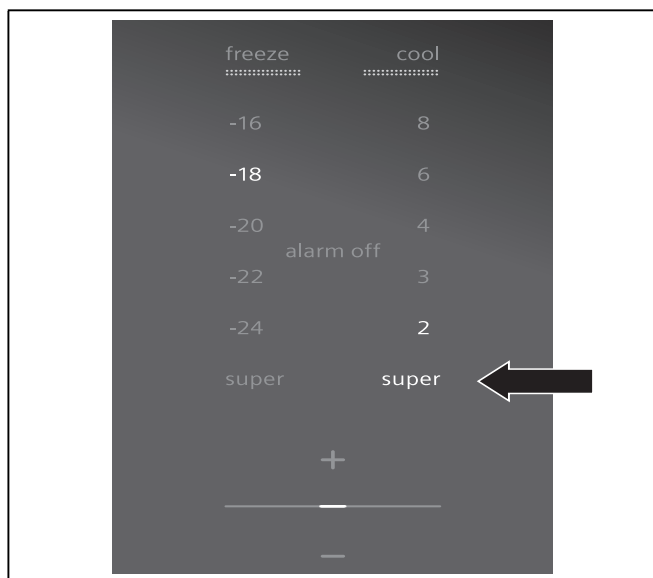 freeze cool
-16 8
-18 6
-20 4
alarm off
-22 3
-24 2
super super
+
−